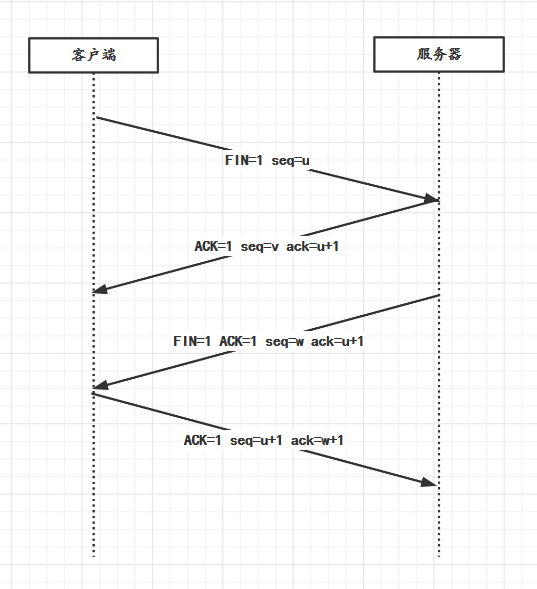 客户端
服务器
FIN=1 seq=u
ACK=1 seq=v ack=u+1
FIN=1 ACK=1 seq=w ack=u+1
ACK=1 seq=u+1 ack=w+1